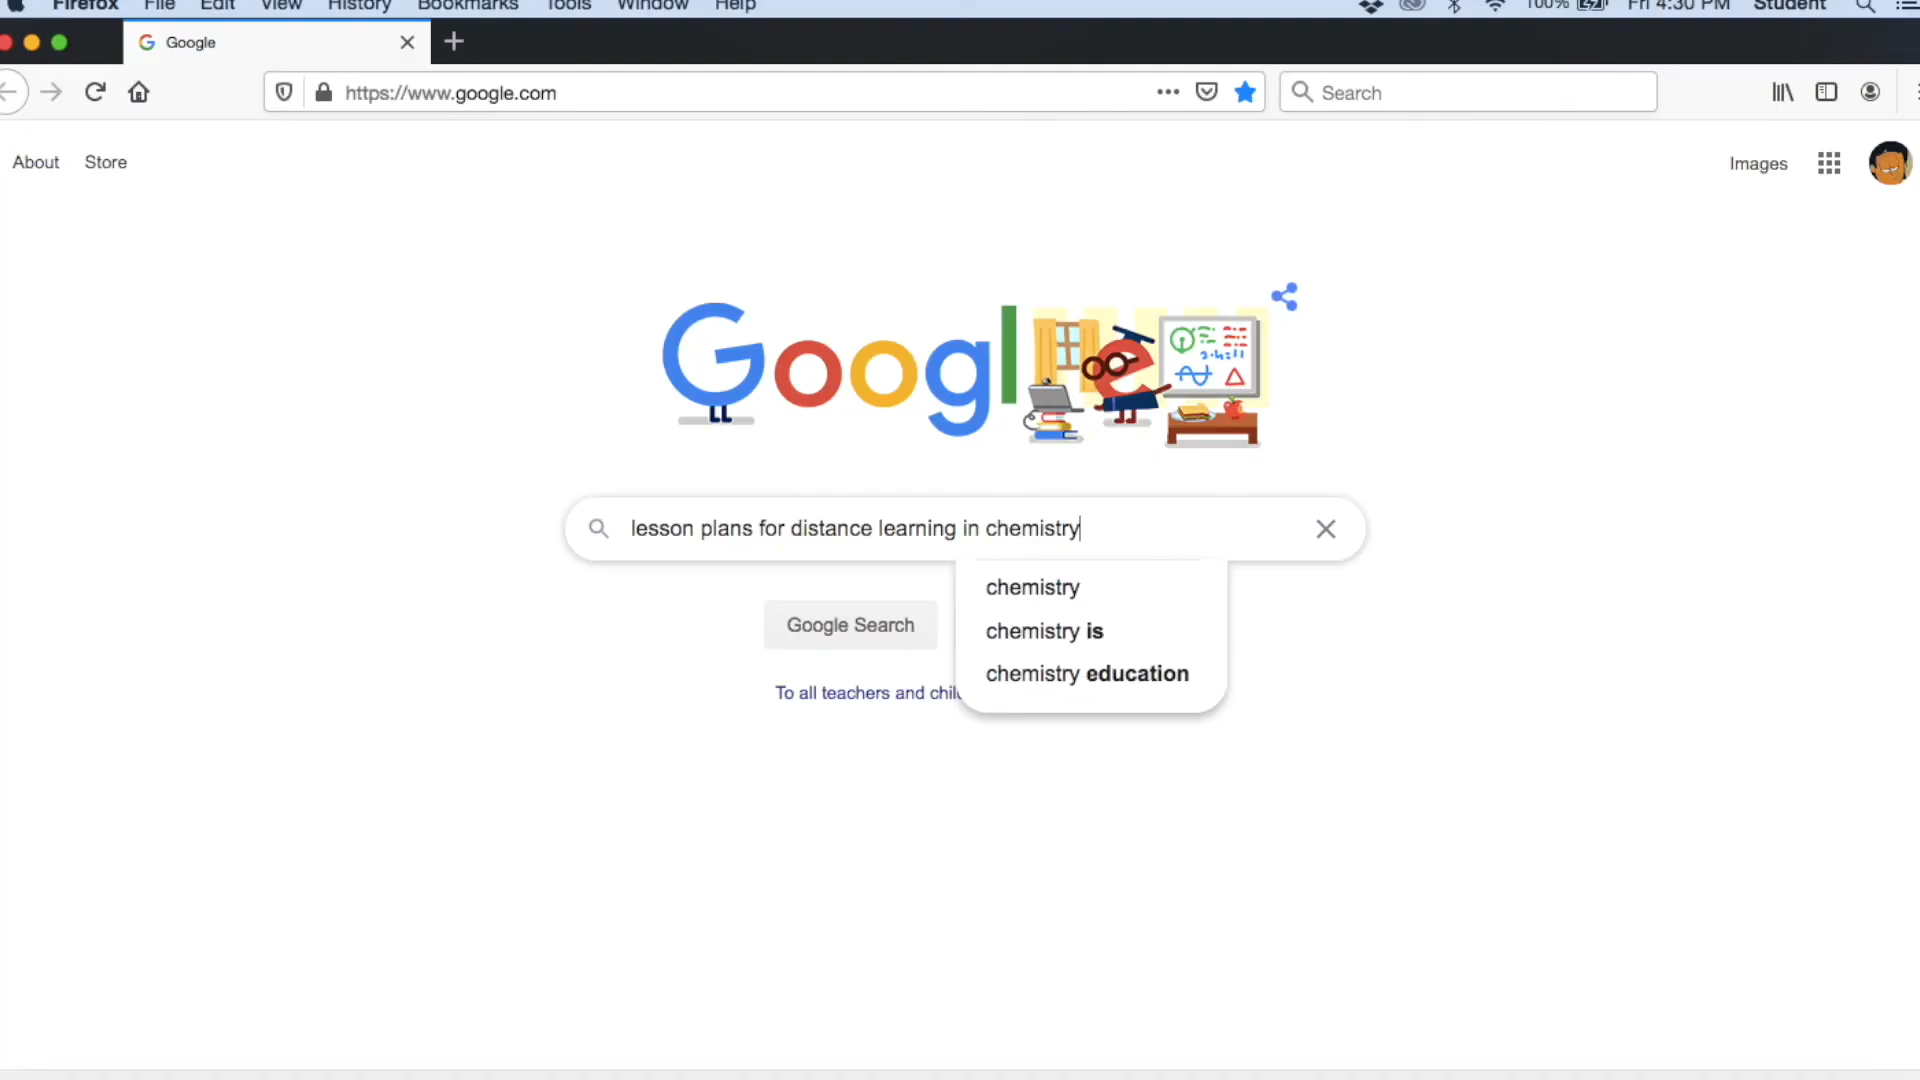 Firefox File Edit View History Bookmarks Tools Window Help 100% Fri 4:30 PM Student
Google
https://www.google.com
Search
About Store
Images
Google
lesson plans for distance learning in chemistry
chemistry
chemistry is
chemistry education
Google Search
To all teachers and